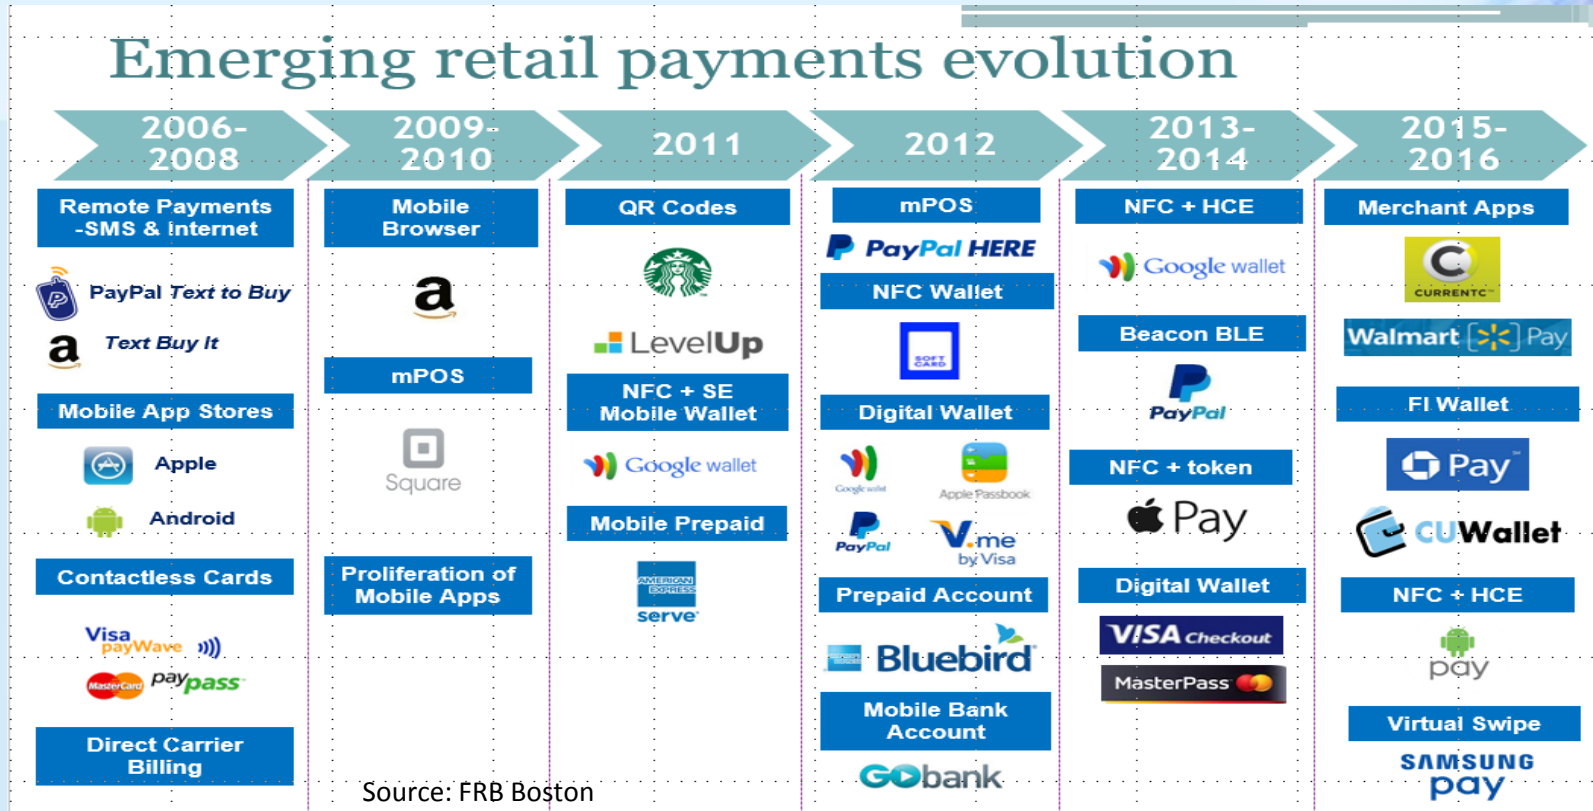 Emerging retail payments evolution
2006-
2008
2009-
2010
2011
2012
2013-
2014
2015-
2016
Remote Payments
-SMS & Internet
PayPal Text to Buy
a Text Buy It
Mobile App Stores
Apple
Android
Contactless Cards
Visa
payWave
MasterCard paypass
Direct Carrier
Billing
Mobile
Browser
a
mPOS
Square
Proliferation of
Mobile Apps
QR Codes
LevelUp
NFC + SE
Mobile Wallet
Google wallet
Mobile Prepaid
AMERICAN
EXPRESS
serve
mPOS
PayPal HERE
NFC Wallet
SOFT
CARD
Digital Wallet
Google wallet
Apple Passbook
PayPal
V.me
by Visa
Prepaid Account
Bluebird
Mobile Bank
Account
GObank
NFC + HCE
Google wallet
Beacon BLE
PayPal
NFC + token
Pay
Digital Wallet
VISA Checkout
MasterPass
Merchant Apps
C
CURRENTC™
Walmart Pay
FI Wallet
Pay
CUWallet
NFC + HCE
pay
Virtual Swipe
SAMSUNG
pay
Source: FRB Boston